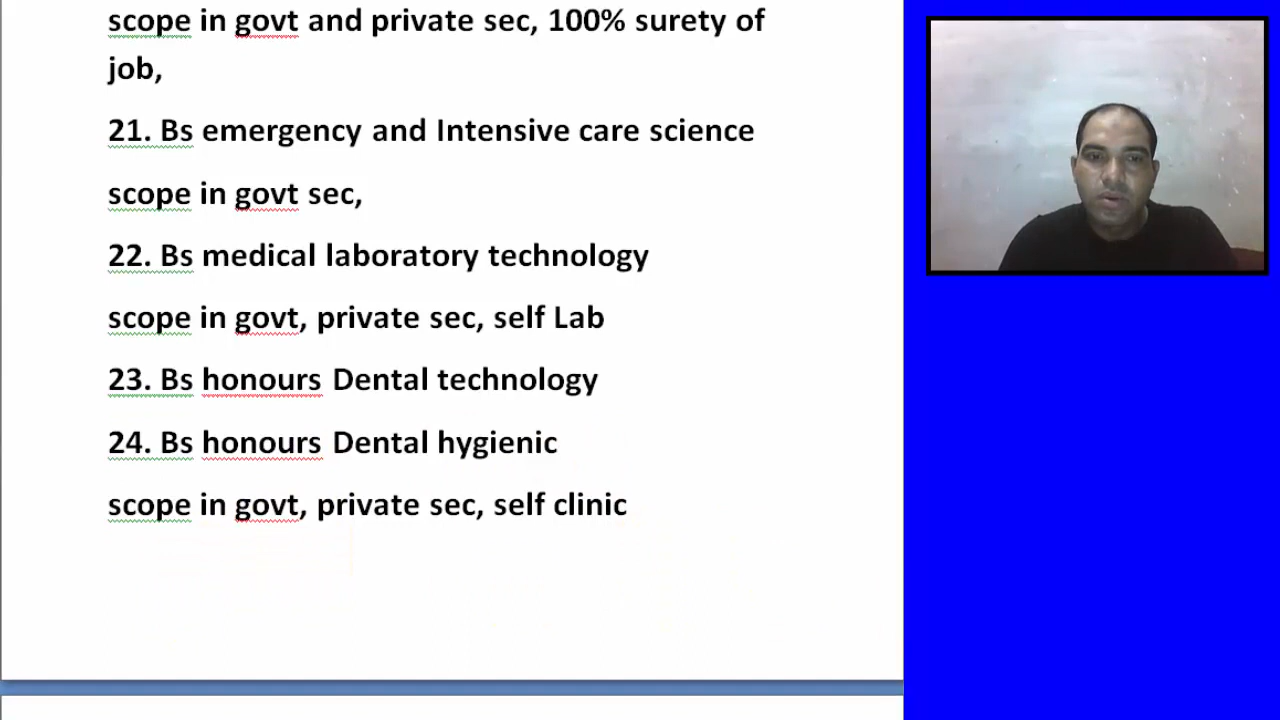 scope in govt and private sec, 100% surety of
job,
21. Bs emergency and Intensive care science
scope in govt sec,
22. Bs medical laboratory technology
scope in govt, private sec, self Lab
23. Bs honours Dental technology
24. Bs honours Dental hygienic
scope in govt, private sec, self clinic